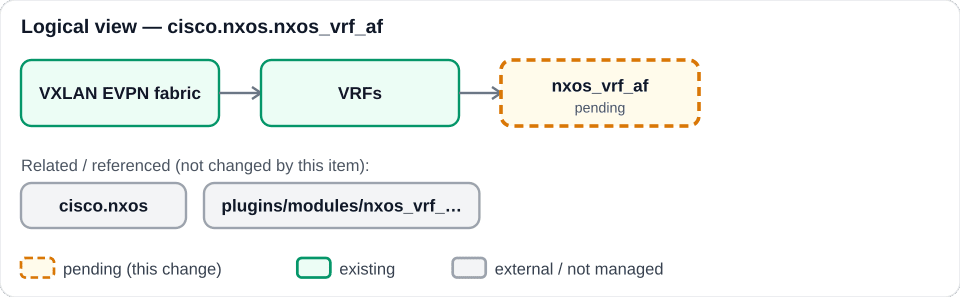 Logical view — cisco.nxos.nxos_vrf_af
VXLAN EVPN fabric
VRFs
nxos_vrf_af
pending
Related / referenced (not changed by this item):
cisco.nxos
plugins/modules/nxos_vrf_…
pending (this change)
existing
external / not managed